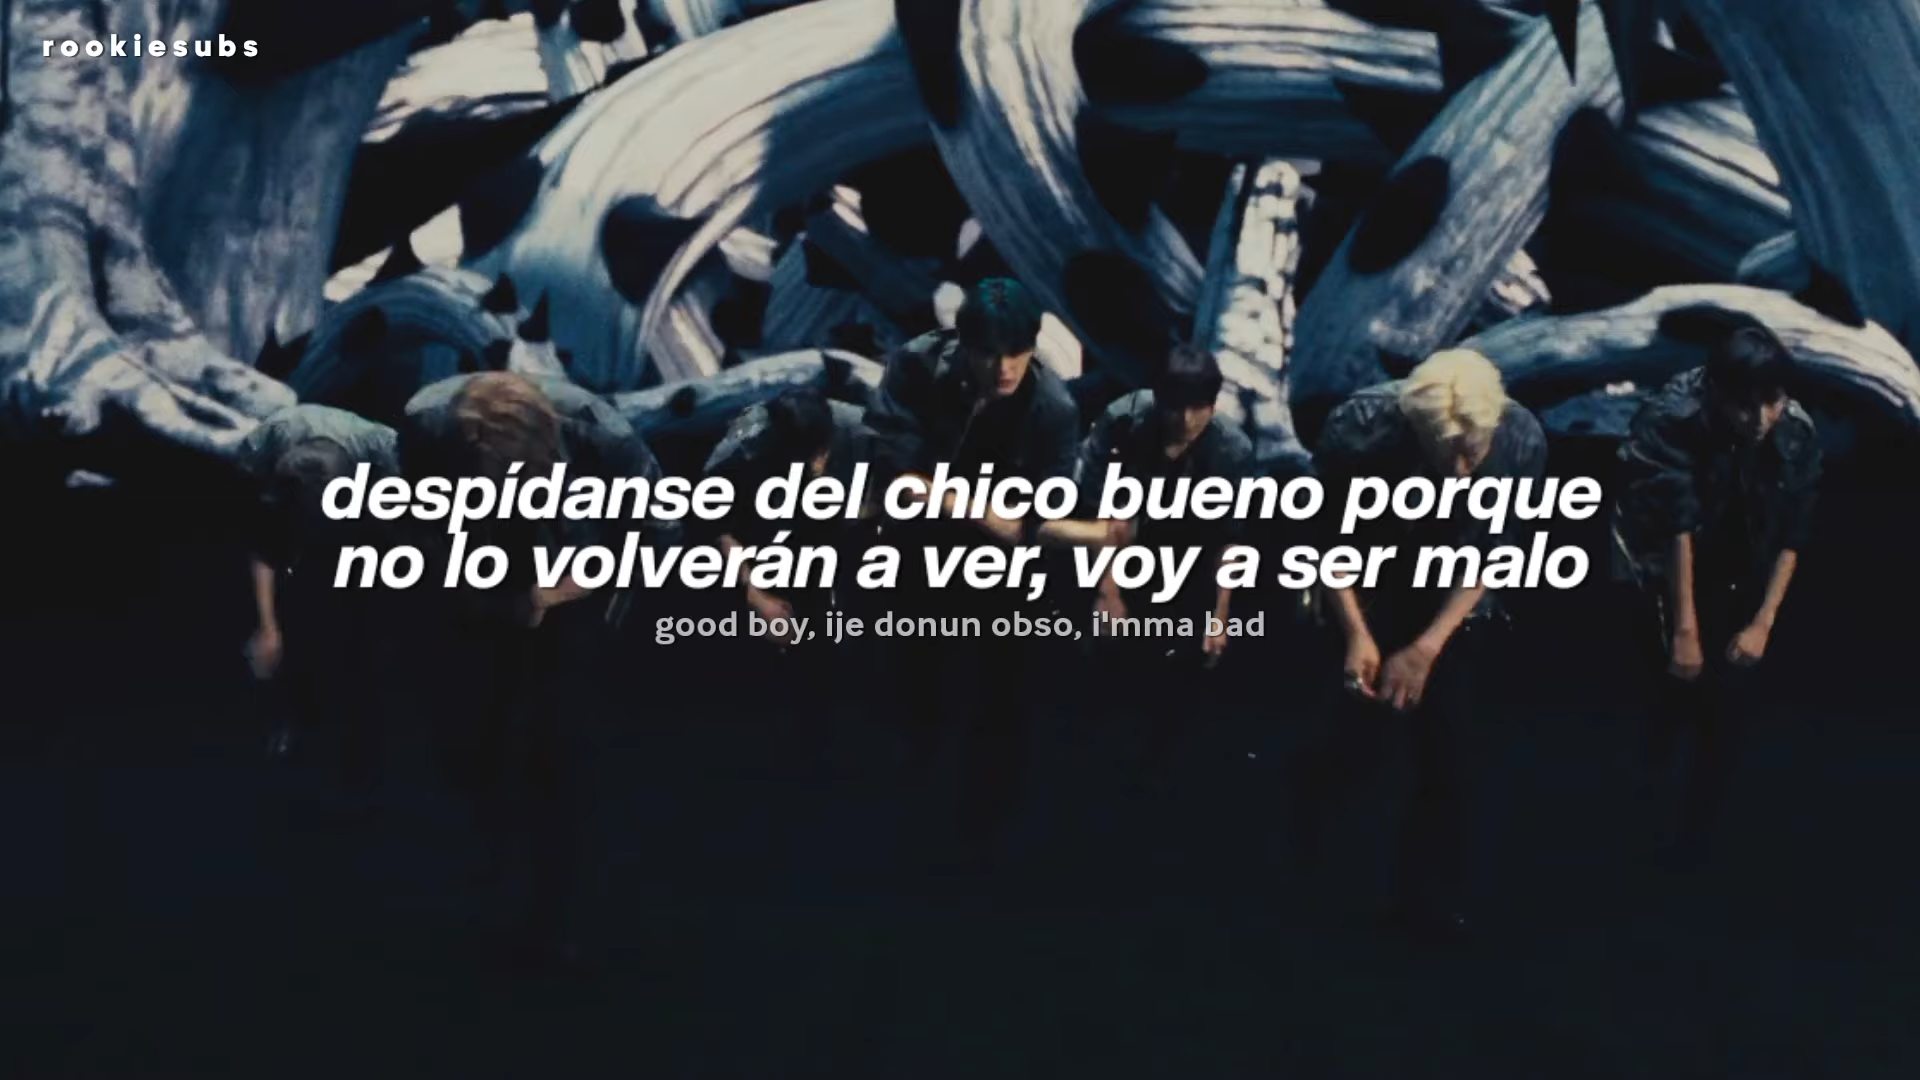 rookiesubs
despídanse del chico bueno porque
no lo volverán a ver, voy a ser malo
good boy, ije donun obso, i'mma bad